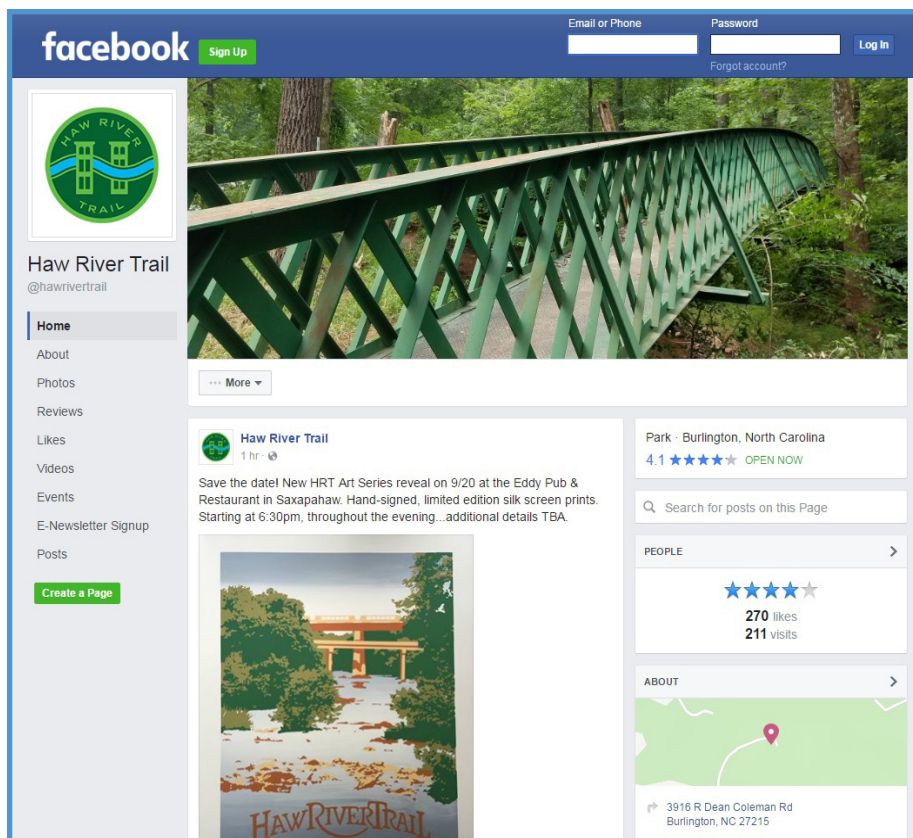 facebook
Sign Up
Email or Phone
Password
Log In
Forgot account?
HAW RIVER
TRAIL
Haw River Trail
@hawrivertrail
Home
About
Photos
Reviews
Likes
Videos
Events
E-Newsletter Signup
Posts
Create a Page
More
Haw River Trail
1 hr ·
Save the date! New HRT Art Series reveal on 9/20 at the Eddy Pub &
Restaurant in Saxapahaw. Hand-signed, limited edition silk screen prints.
Starting at 6:30pm, throughout the evening...additional details TBA.
HAWRIVERTRAIL
Park · Burlington, North Carolina
4.1 ★★★★★ OPEN NOW
Search for posts on this Page
PEOPLE
270 likes
211 visits
ABOUT
3916 R Dean Coleman Rd
Burlington, NC 27215